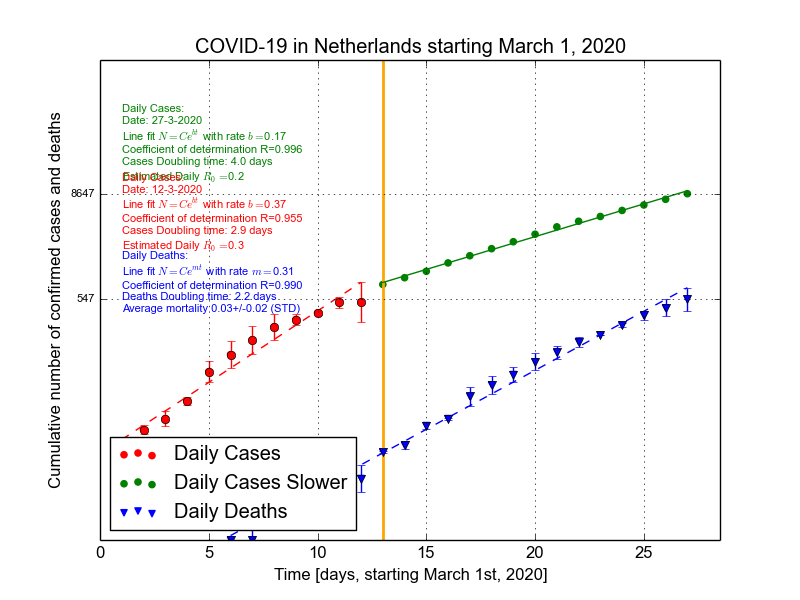 COVID-19 in Netherlands starting March 1, 2020
Cumulative number of confirmed cases and deaths
Daily Cases:
Date: 27-3-2020
Line fit N = Ce^{bt} with rate b =0.17
Coefficient of determination R=0.996
Cases Doubling time: 4.0 days
Estimated Daily R_0 =0.2
Daily Cases:
Date: 12-3-2020
Line fit N = Ce^{bt} with rate b =0.37
Coefficient of determination R=0.955
Cases Doubling time: 2.9 days
Estimated Daily R_0 =0.3
Daily Deaths:
Line fit N = Ce^{mt} with rate m =0.31
Coefficient of determination R=0.990
Deaths Doubling time: 2.2 days
Average mortality:0.03+/-0.02 (STD)
8647
547
Daily Cases
Daily Cases Slower
Daily Deaths
0 5 10 15 20 25
Time [days, starting March 1st, 2020]